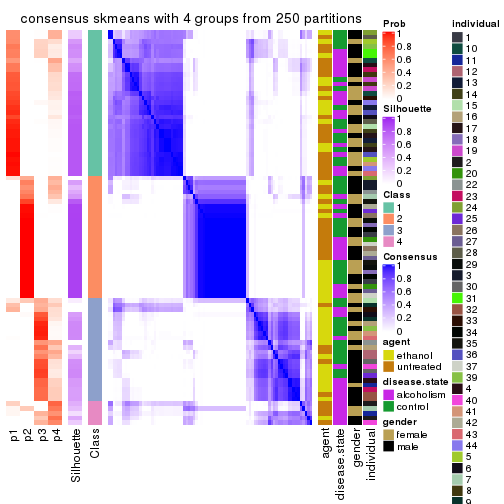 consensus skmeans with 4 groups from 250 partitions
p1
p2
p3
p4
Silhouette
Class
agent
disease.state
gender
individual
Prob
1
0.8
0.6
0.4
0.2
0
Silhouette
1
0.8
0.6
0.4
0.2
0
Class
1
2
3
4
Consensus
1
0.8
0.6
0.4
0.2
0
agent
ethanol
untreated
disease.state
alcoholism
control
gender
female
male
individual
1
10
11
12
13
14
15
16
17
18
19
2
20
22
23
24
25
26
27
28
29
3
30
31
32
33
34
35
36
37
39
4
40
41
42
43
44
5
6
7
8
9